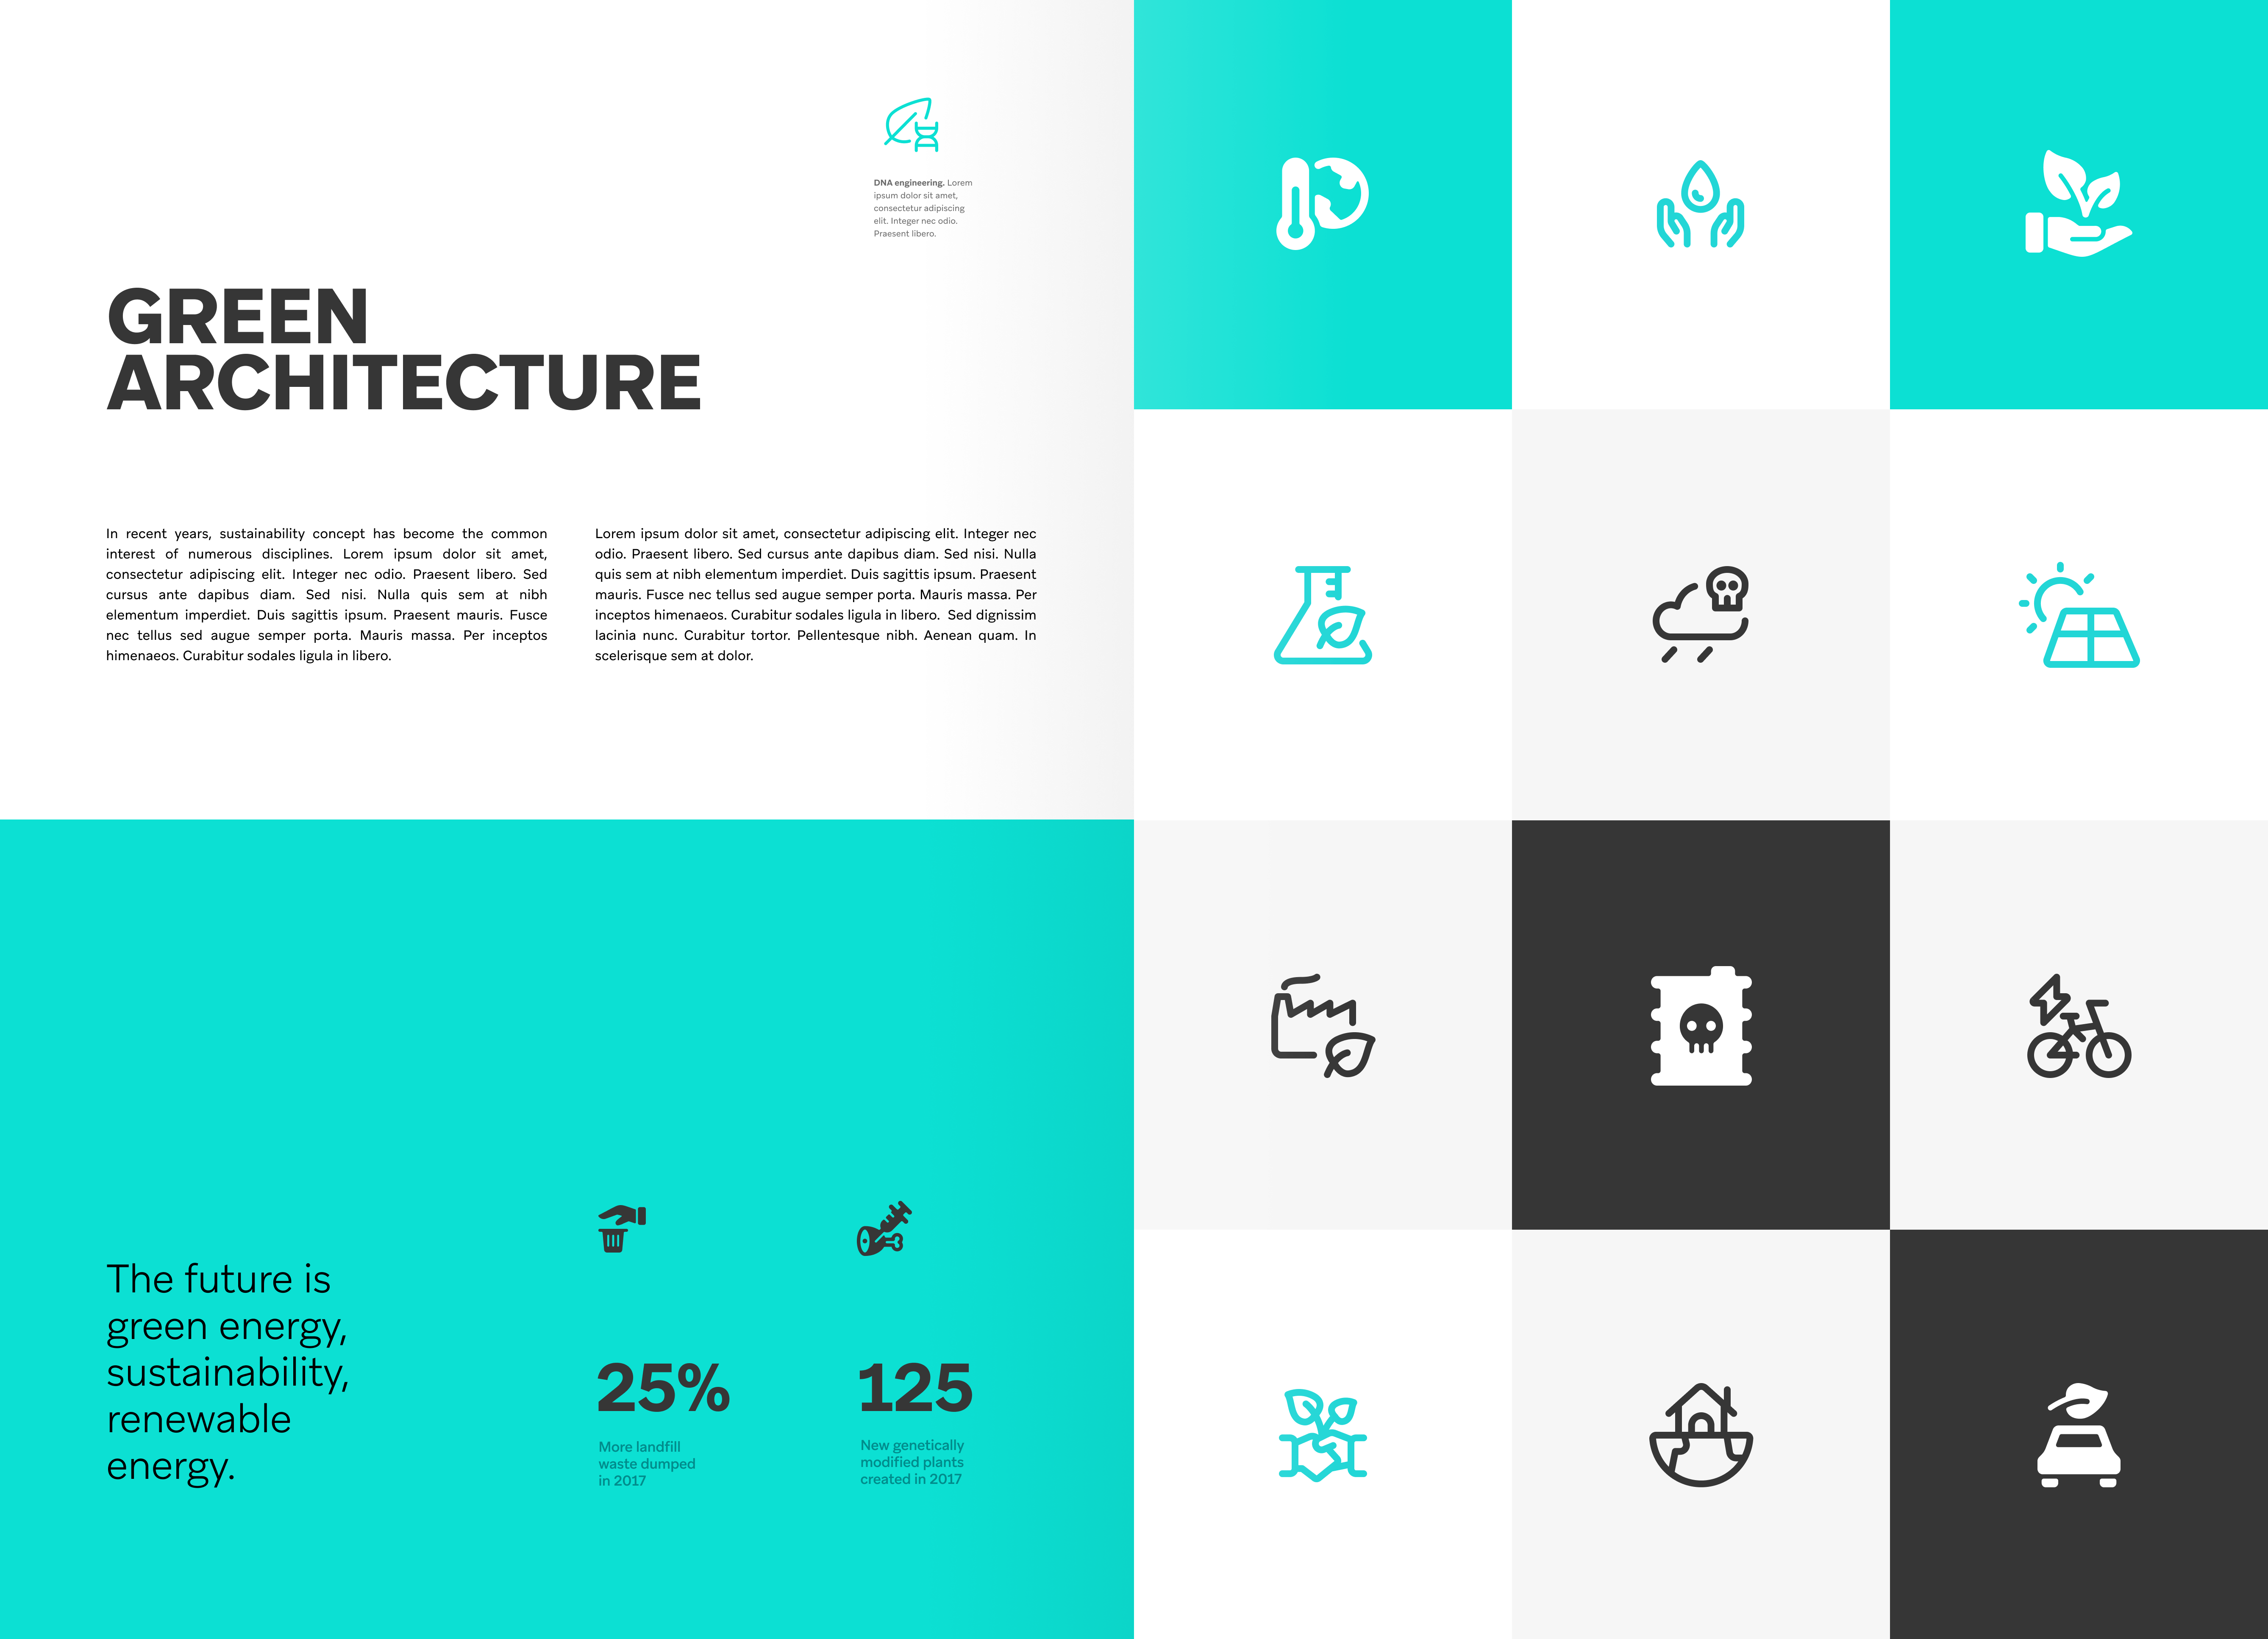 DNA engineering. Lorem
ipsum dolor sit amet,
consectetur adipiscing
elit. Integer nec odio.
Praesent libero.
GREEN
ARCHITECTURE
In recent years, sustainability concept has become the common
interest of numerous disciplines. Lorem ipsum dolor sit amet,
consectetur adipiscing elit. Integer nec odio. Praesent libero. Sed
cursus ante dapibus diam. Sed nisi. Nulla quis sem at nibh
elementum imperdiet. Duis sagittis ipsum. Praesent mauris. Fusce
nec tellus sed augue semper porta. Mauris massa. Per inceptos
himenaeos. Curabitur sodales ligula in libero.
Lorem ipsum dolor sit amet, consectetur adipiscing elit. Integer nec
odio. Praesent libero. Sed cursus ante dapibus diam. Sed nisi. Nulla
quis sem at nibh elementum imperdiet. Duis sagittis ipsum. Praesent
mauris. Fusce nec tellus sed augue semper porta. Mauris massa. Per
inceptos himenaeos. Curabitur sodales ligula in libero. Sed dignissim
lacinia nunc. Curabitur tortor. Pellentesque nibh. Aenean quam. In
scelerisque sem at dolor.
The future is
green energy,
sustainability,
renewable
energy.
25%
More landfill
waste dumped
in 2017
125
New genetically
modified plants
created in 2017